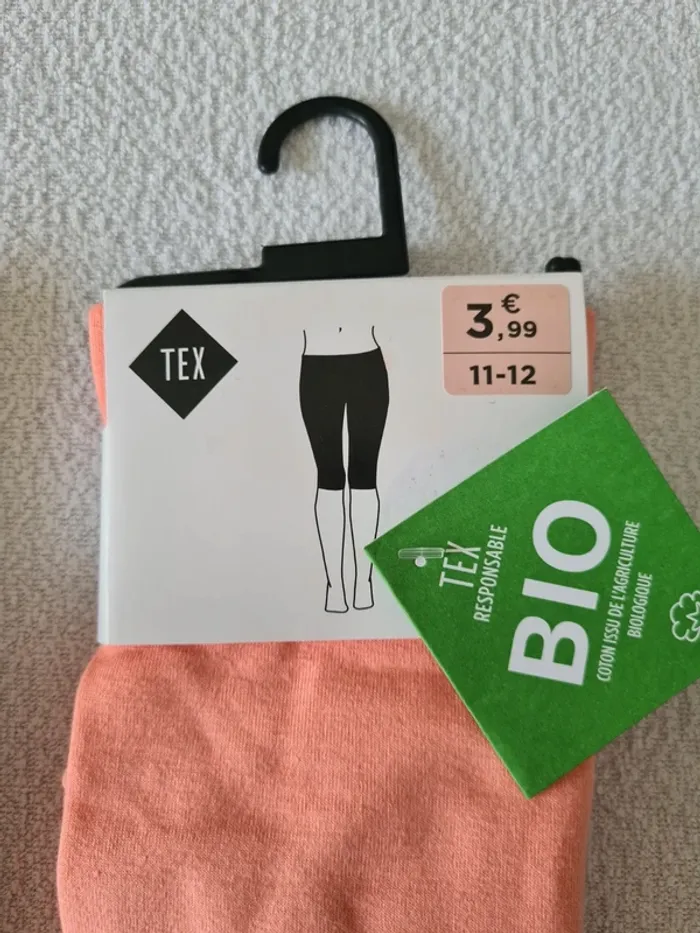 TEX
3€,99
11-12
TEX
RESPONSABLE
BIO
COTON ISSU DE L'AGRICULTURE
BIOLOGIQUE